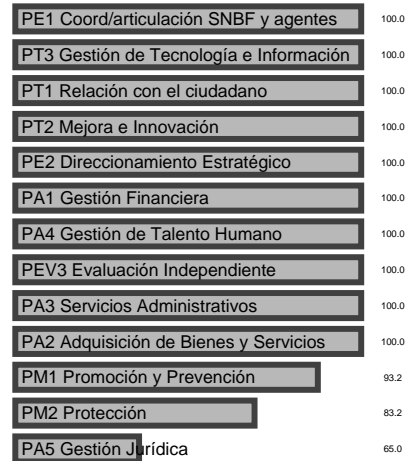 PE1 Coord/articulación SNBF y agentes 100.0
PT3 Gestión de Tecnología e Información 100.0
PT1 Relación con el ciudadano 100.0
PT2 Mejora e Innovación 100.0
PE2 Direccionamiento Estratégico 100.0
PA1 Gestión Financiera 100.0
PA4 Gestión de Talento Humano 100.0
PEV3 Evaluación Independiente 100.0
PA3 Servicios Administrativos 100.0
PA2 Adquisición de Bienes y Servicios 100.0
PM1 Promoción y Prevención 93.2
PM2 Protección 83.2
PA5 Gestión Jurídica 65.0